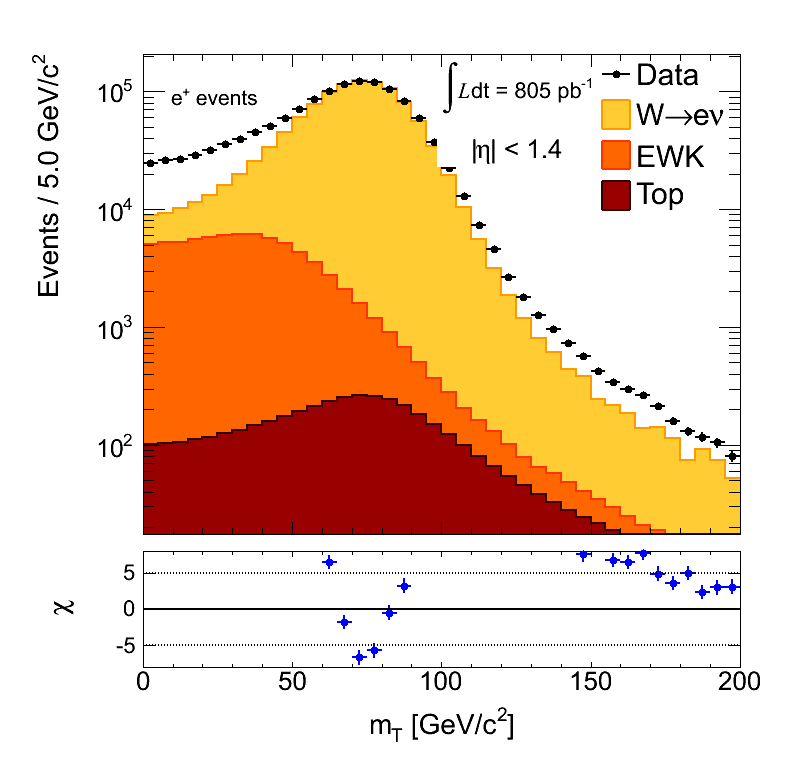 Events / 5.0 GeV/c²
10⁵
10⁴
10³
10²
e⁺ events
∫Ldt = 805 pb⁻¹
|η| < 1.4
Data
W→eν
EWK
Top
χ
5
0
-5
0 50 100 150 200
m_T [GeV/c²]